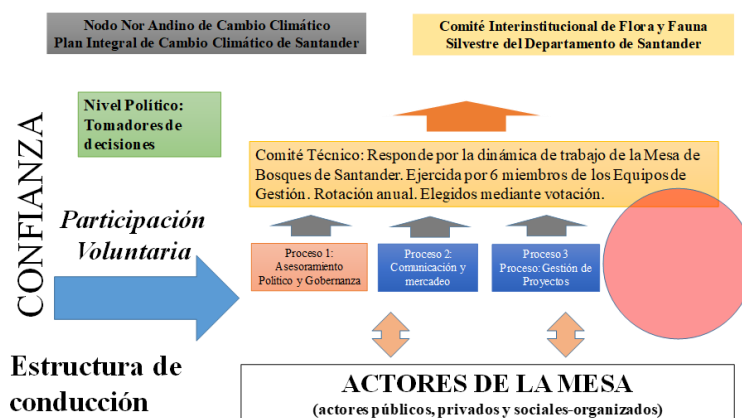 Nodo Nor Andino de Cambio Climático
Plan Integral de Cambio Climático de Santander
Comité Interinstitucional de Flora y Fauna
Silvestre del Departamento de Santander
Nivel Político:
Tomadores de
decisiones
CONFIANZA
Comité Técnico: Responde por la dinámica de trabajo de la Mesa de
Bosques de Santander. Ejercida por 6 miembros de los Equipos de
Gestión. Rotación anual. Elegidos mediante votación.
Participación
Voluntaria
Proceso 1:
Asesoramiento
Politico y Gobernanza
Proceso 2:
Comunicación y
mercadeo
Proceso 3
Proceso: Gestión de
Proyectos
Estructura de
conducción
ACTORES DE LA MESA
(actores públicos, privados y sociales-organizados)